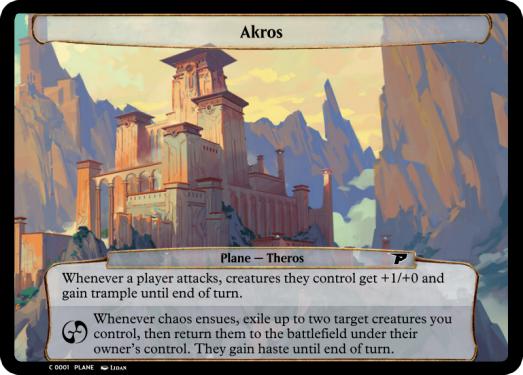 Akros
Plane — Theros
Whenever a player attacks, creatures they control get +1/+0 and
gain trample until end of turn.
Whenever chaos ensues, exile up to two target creatures you
control, then return them to the battlefield under their
owner's control. They gain haste until end of turn.
C 0001 PLANE LIDAN